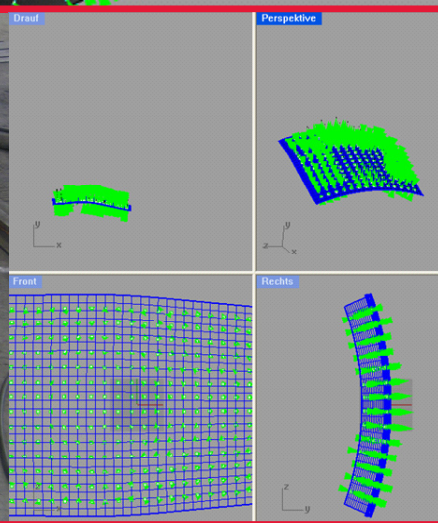 Drauf
Perspektive
y
x
y
z
x
Front
Rechts
z
x
z
y